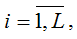 i = \overline{1, L} ,